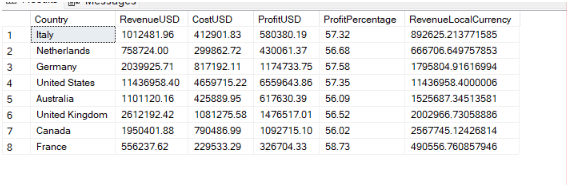 Messages
Country RevenueUSD CostUSD ProfitUSD ProfitPercentage RevenueLocalCurrency
1 Italy 1012481.96 412901.83 580380.19 57.32 892625.213771585
2 Netherlands 758724.00 299862.72 430061.37 56.68 666706.649757853
3 Germany 2039925.71 817192.11 1174733.75 57.58 1795804.91616994
4 United States 11436958.40 4659715.22 6559643.86 57.35 11436958.4000006
5 Australia 1101120.16 425889.95 617630.39 56.09 1525687.34513581
6 United Kingdom 2612192.42 1081275.58 1476517.01 56.52 2002966.73058886
7 Canada 1950401.88 790486.99 1092715.10 56.02 2567745.12426814
8 France 556237.62 229533.29 326704.33 58.73 490556.760857946